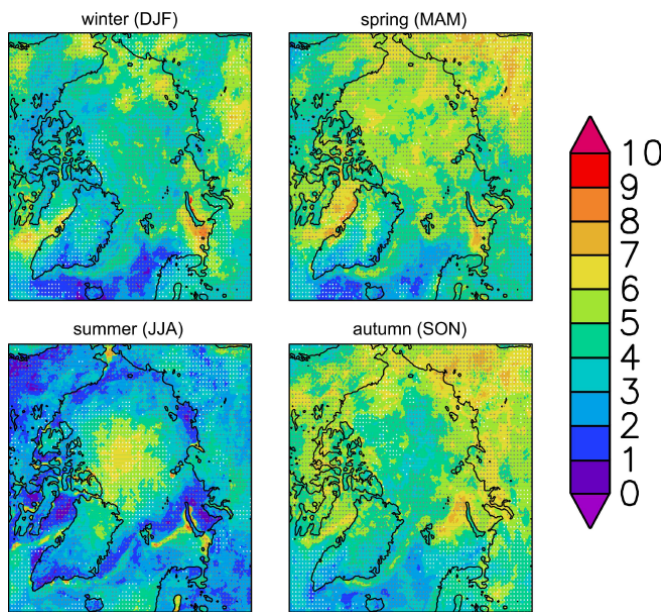 winter (DJF)
spring (MAM)
summer (JJA)
autumn (SON)
10
9
8
7
6
5
4
3
2
1
0